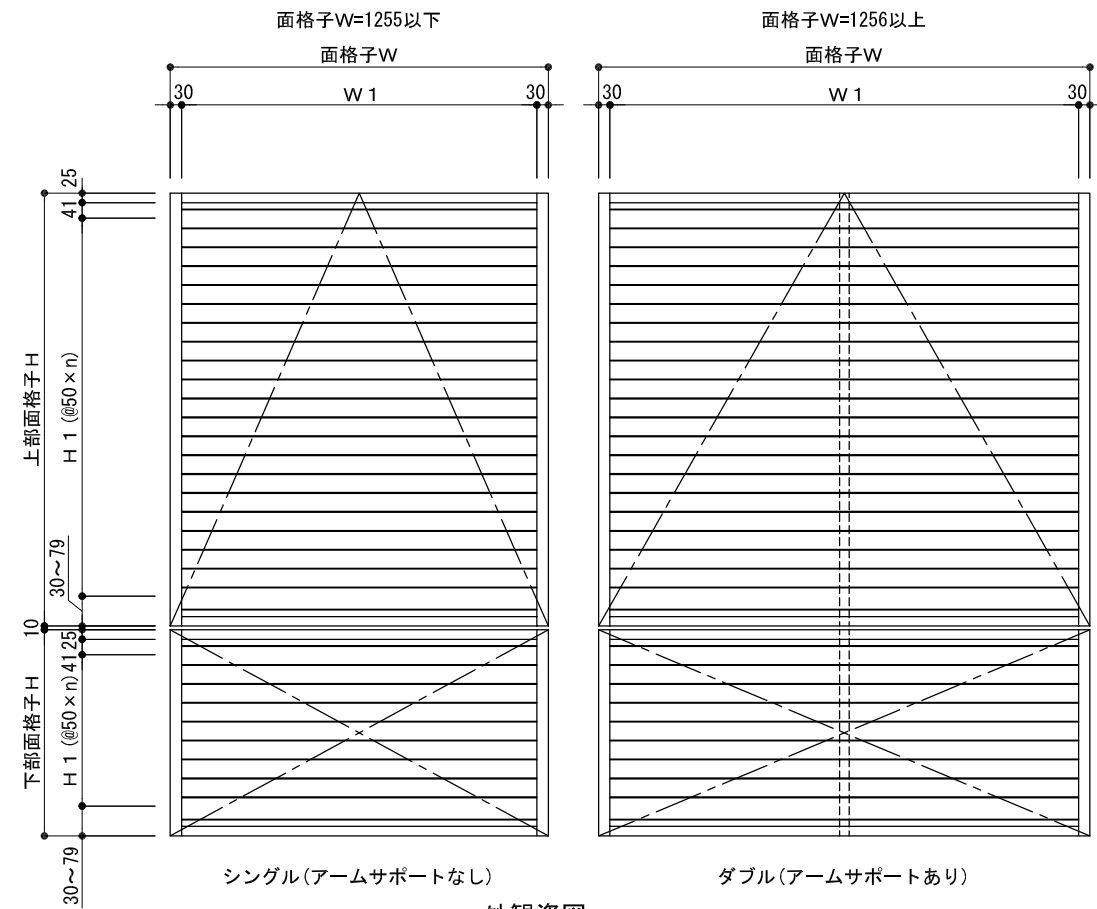 面格子W=1255以下
面格子W
30
W1
30
面格子W=1256以上
面格子W
30
W1
30
25
41
上部面格子H
H1(@50×n)
30~79
10
25
41
下部面格子H
H1(@50×n)
30~79
シングル(アームサポートなし)
ダブル(アームサポートあり)